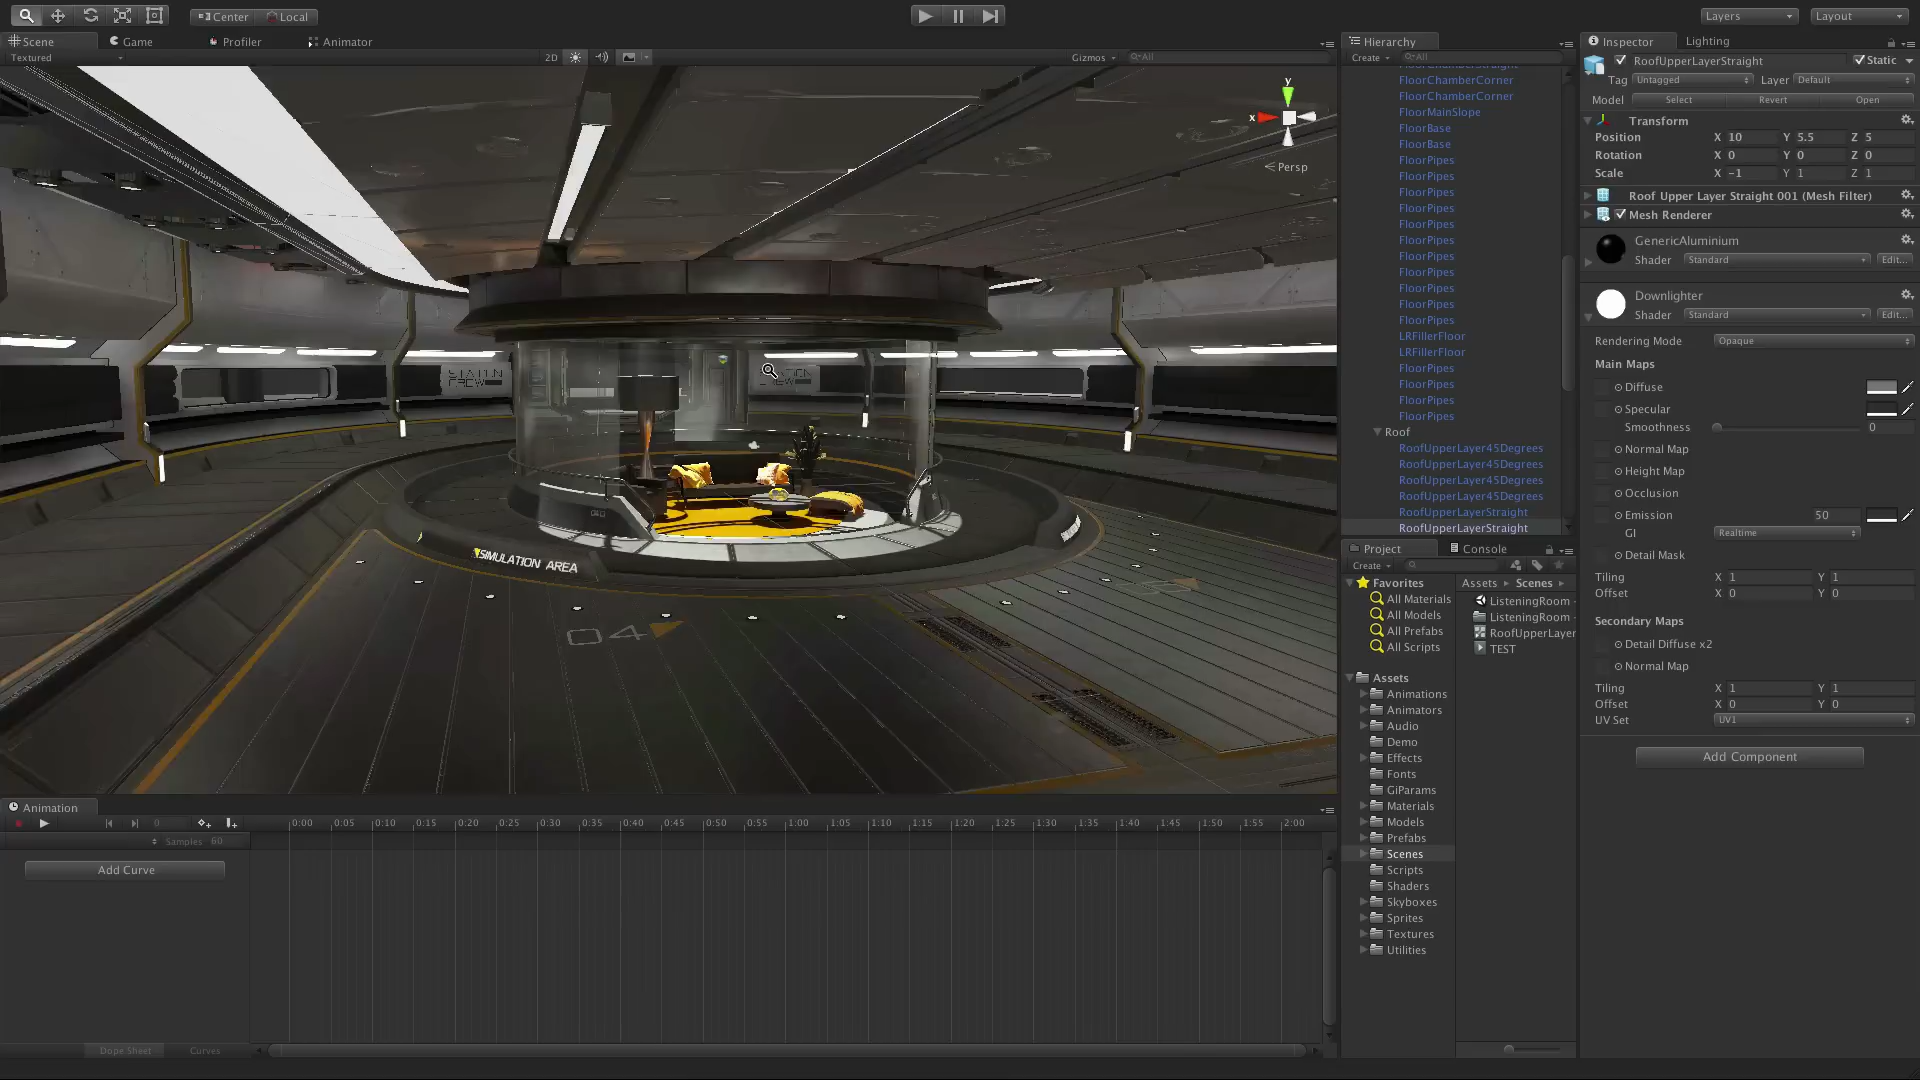 Center Local
Layers Layout
Scene Game Profiler Animator
Textured 2D Gizmos All
y
x
Persp
STATION CREW
SIMULATION AREA
04
Hierarchy
Create All
FloorChamberStraight
FloorChamberCorner
FloorChamberCorner
FloorMainSlope
FloorBase
FloorBase
FloorPipes
FloorPipes
FloorPipes
FloorPipes
FloorPipes
FloorPipes
FloorPipes
FloorPipes
FloorPipes
FloorPipes
FloorPipes
LRFillerFloor
LRFillerFloor
FloorPipes
FloorPipes
FloorPipes
FloorPipes
Roof
RoofUpperLayer45Degrees
RoofUpperLayer45Degrees
RoofUpperLayer45Degrees
RoofUpperLayer45Degrees
RoofUpperLayerStraight
RoofUpperLayerStraight
Project Console
Create
Favorites
All Materials
All Models
All Prefabs
All Scripts
Assets
Animations
Animators
Audio
Demo
Effects
Fonts
GiParams
Materials
Models
Prefabs
Scenes
Scripts
Shaders
Skyboxes
Sprites
Textures
Utilities
Assets Scenes
ListeningRoom
ListeningRoom
RoofUpperLayer
TEST
Inspector Lighting
RoofUpperLayerStraight Static
Tag Untagged Layer Default
Model Select Revert Open
Transform
Position X 10 Y 5.5 Z 5
Rotation X 0 Y 0 Z 0
Scale X -1 Y 1 Z 1
Roof Upper Layer Straight 001 (Mesh Filter)
Mesh Renderer
GenericAluminium
Shader Standard Edit...
Downlighter
Shader Standard Edit...
Rendering Mode Opaque
Main Maps
Diffuse
Specular
Smoothness 0
Normal Map
Height Map
Occlusion
Emission 50
GI Realtime
Detail Mask
Tiling X 1 Y 1
Offset X 0 Y 0
Secondary Maps
Detail Diffuse x2
Normal Map
Tiling X 1 Y 1
Offset X 0 Y 0
UV Set UV1
Add Component
Animation
0 0:00 0:05 0:10 0:15 0:20 0:25 0:30 0:35 0:40 0:45 0:50 0:55 1:00 1:05 1:10 1:15 1:20 1:25 1:30 1:35 1:40 1:45 1:50 1:55 2:00
Samples 60
Add Curve
Dope Sheet Curves